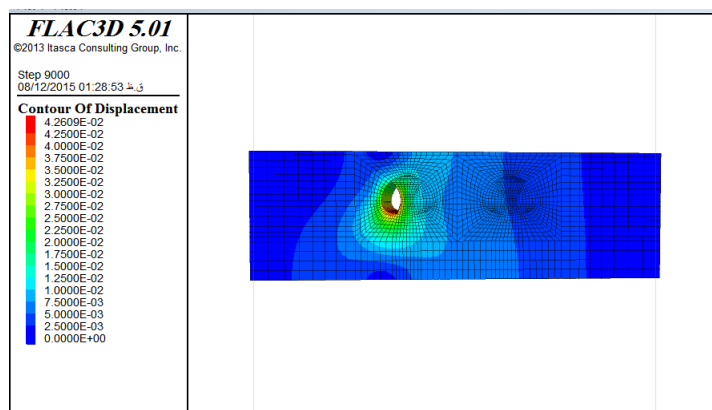 FLAC3D 5.01
©2013 Itasca Consulting Group, Inc.
Step 9000
08/12/2015 01:28:53 ق.ظ
Contour Of Displacement
4.2609E-02
4.2500E-02
4.0000E-02
3.7500E-02
3.5000E-02
3.2500E-02
3.0000E-02
2.7500E-02
2.5000E-02
2.2500E-02
2.0000E-02
1.7500E-02
1.5000E-02
1.2500E-02
1.0000E-02
7.5000E-03
5.0000E-03
2.5000E-03
0.0000E+00